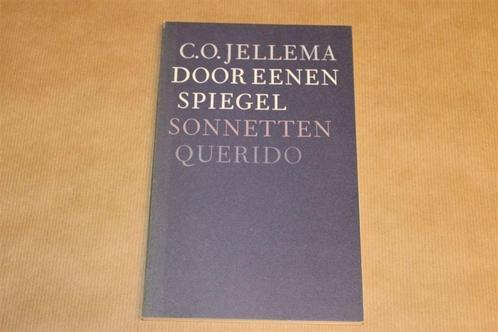 C.O. JELLEMA
DOOR EENEN
SPIEGEL
SONNETTEN
QUERIDO